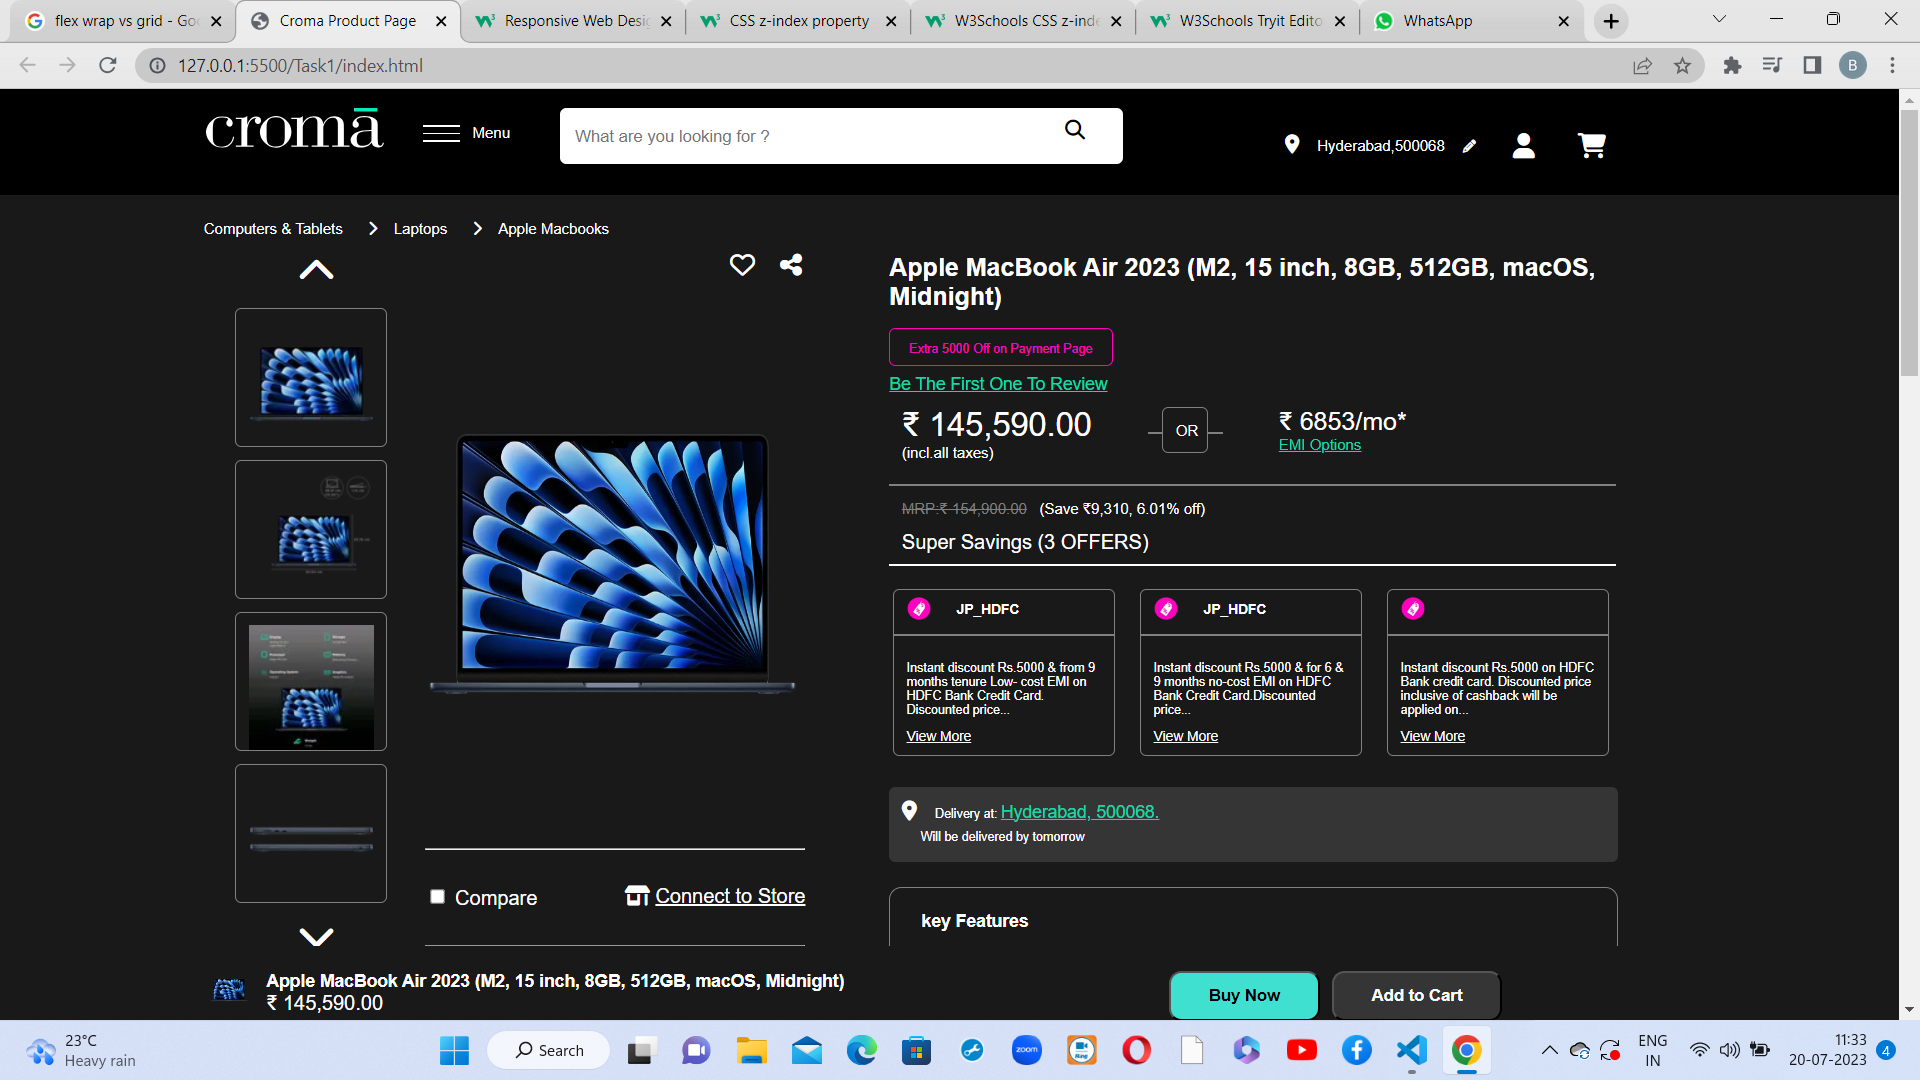 flex wrap vs grid - Goo
Croma Product Page
Responsive Web Desig
CSS z-index property
W3Schools CSS z-inde
W3Schools Tryit Edito
WhatsApp
127.0.0.1:5500/Task1/index.html
B
croma
Menu
What are you looking for ?
Hyderabad,500068
Computers & Tablets
Laptops
Apple Macbooks
Apple MacBook Air 2023 (M2, 15 inch, 8GB, 512GB, macOS,
Midnight)
Extra 5000 Off on Payment Page
Be The First One To Review
₹ 145,590.00
(incl.all taxes)
OR
₹ 6853/mo*
EMI Options
MRP:₹ 154,900.00 (Save ₹9,310, 6.01% off)
Super Savings (3 OFFERS)
JP_HDFC
Instant discount Rs.5000 & from 9
months tenure Low- cost EMI on
HDFC Bank Credit Card.
Discounted price...
View More
JP_HDFC
Instant discount Rs.5000 & for 6 &
9 months no-cost EMI on HDFC
Bank Credit Card.Discounted
price...
View More
Instant discount Rs.5000 on HDFC
Bank credit card. Discounted price
inclusive of cashback will be
applied on...
View More
Delivery at: Hyderabad, 500068.
Will be delivered by tomorrow
Compare
Connect to Store
key Features
Apple MacBook Air 2023 (M2, 15 inch, 8GB, 512GB, macOS, Midnight)
₹ 145,590.00
Buy Now
Add to Cart
23°C
Heavy rain
Search
zoom
ENG
IN
11:33
20-07-2023
4